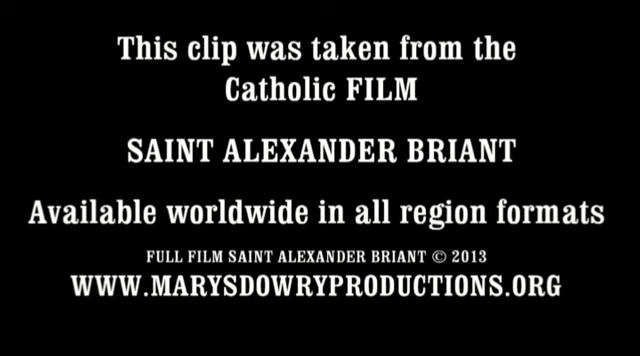 This clip was taken from the
Catholic FILM
SAINT ALEXANDER BRIANT
Available worldwide in all region formats
FULL FILM SAINT ALEXANDER BRIANT © 2013
WWW.MARYSDOWRYPRODUCTIONS.ORG